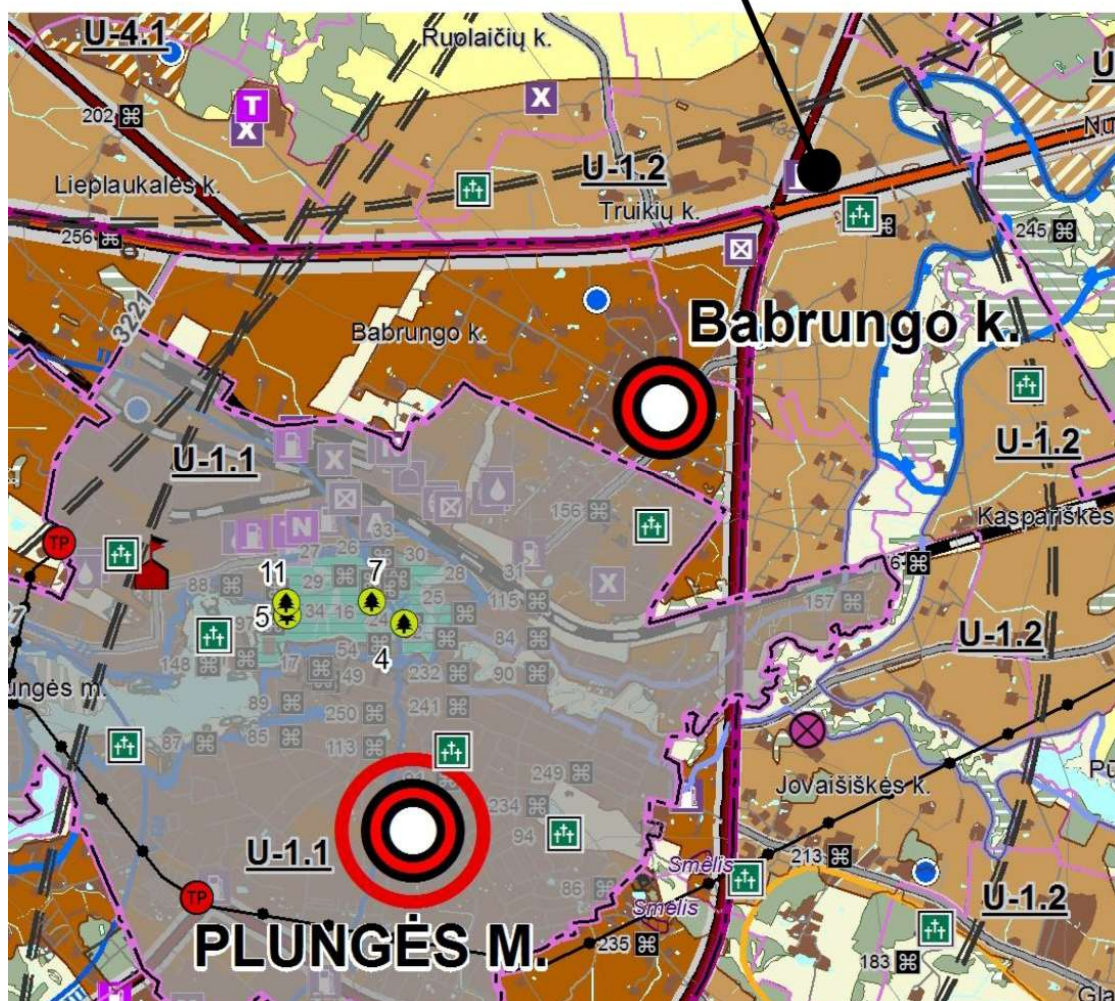 U-4.1
Ruolaičių k.
T
X
X
202 ⌘
Lieplaukalės k.
U-1.2
Truikių k.
256 ⌘
245 ⌘
3221
Babrungo k.
Babrungo k.
U-1.1
U-1.2
X
N
156 ⌘
Kaspariškės
TP
33
27
26
30
11
7
28
31
88
29
115
157
5
34
16
25
X
U-1.2
97
54
84
148
17
4
232
90
49
89
250
241
87
85
113
Jovaišiškės k.
249
91
234
U-1.1
94
213 ⌘
Smėlis
86
U-1.2
TP
Smėlis
PLUNGĖS M.
235 ⌘
183 ⌘